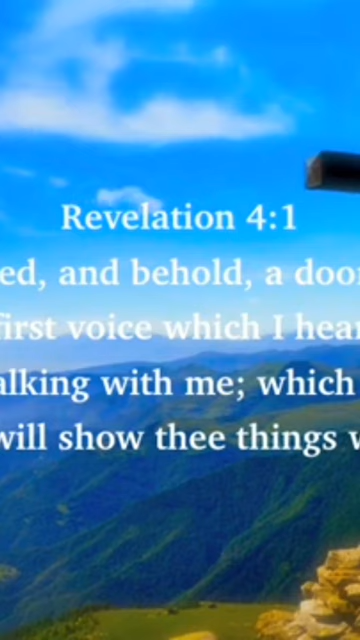 Revelation 4:1
ed, and behold, a door
first voice which I hear
alking with me; which
will show thee things w